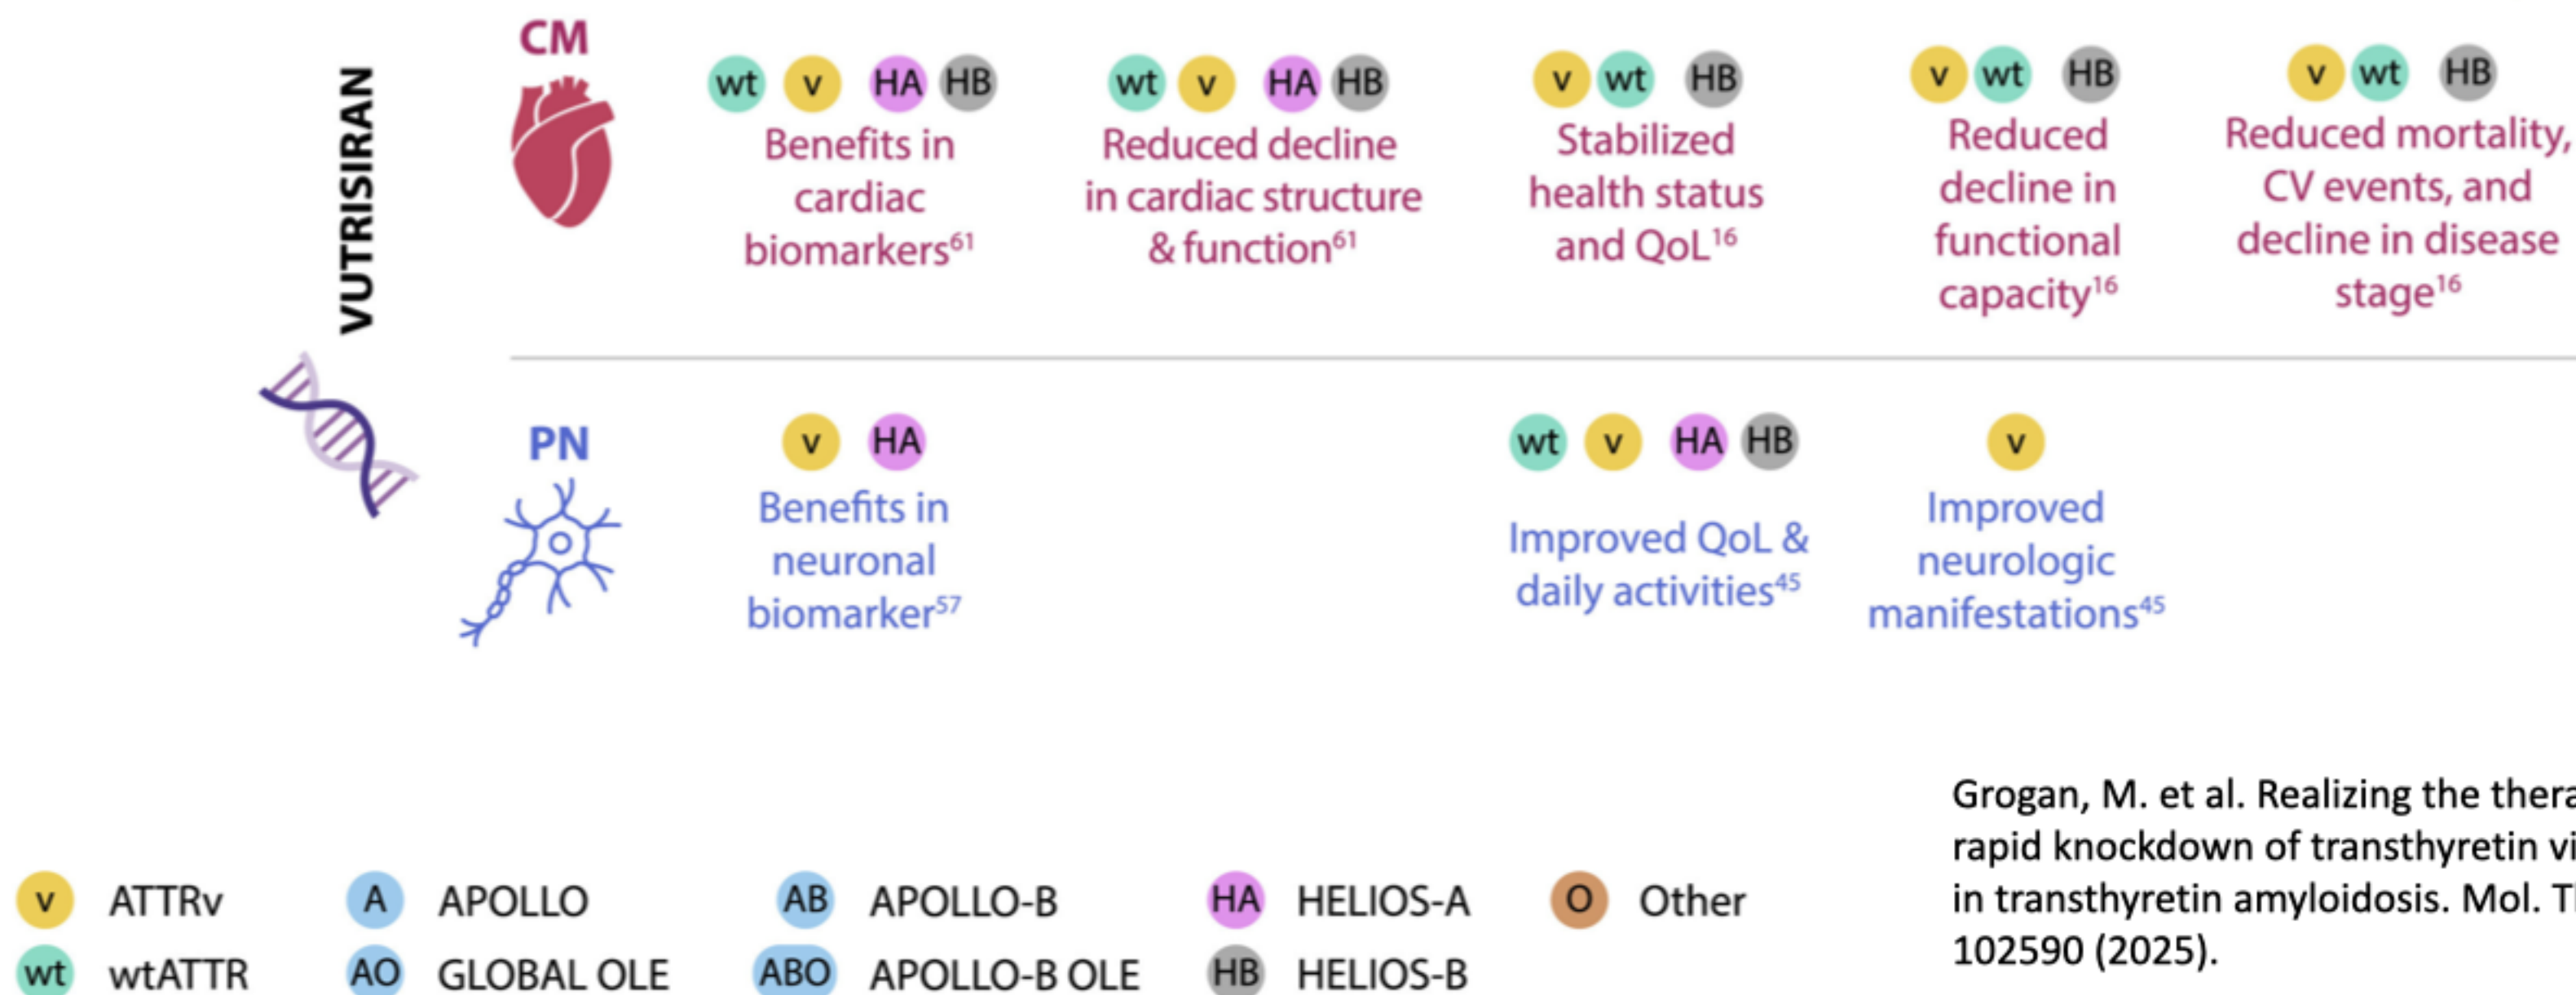 VUTRISIRAN
CM
wt v HA HB
Benefits in
cardiac
biomarkers61
wt v HA HB
Reduced decline
in cardiac structure
& function61
v wt HB
Stabilized
health status
and QoL16
v wt HB
Reduced
decline in
functional
capacity16
v wt HB
Reduced mortality,
CV events, and
decline in disease
stage16
PN
v HA
Benefits in
neuronal
biomarker57
wt v HA HB
Improved QoL &
daily activities45
v
Improved
neurologic
manifestations45
v ATTRv
wt wtATTR
A APOLLO
AO GLOBAL OLE
AB APOLLO-B
ABO APOLLO-B OLE
HA HELIOS-A
HB HELIOS-B
O Other
Grogan, M. et al. Realizing the
rapid knockdown of transthyretin
in transthyretin amyloidosis. Mol.
102590 (2025).